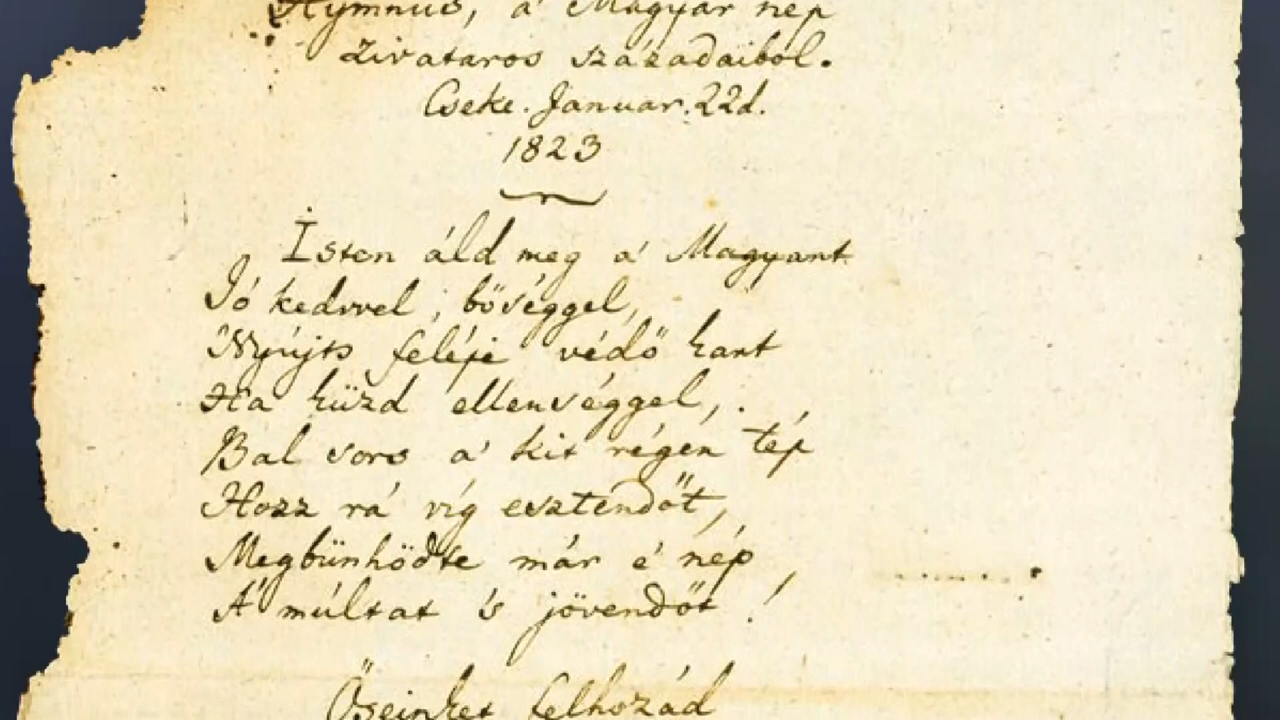 Hymnus, a' Magyar nép
zivataros századaiból.
Cseke. Januar. 22d.
1823
Isten áld meg a' Magyart
Jó kedvvel, bőséggel,
Nyújts feléje védő kart
Ha küzd ellenséggel,
Bal sors a' kit régen tép
Hozz rá víg esztendőt,
Megbünhödte már é nép
A' múltat 's jövendőt!
Őseinket felhozád